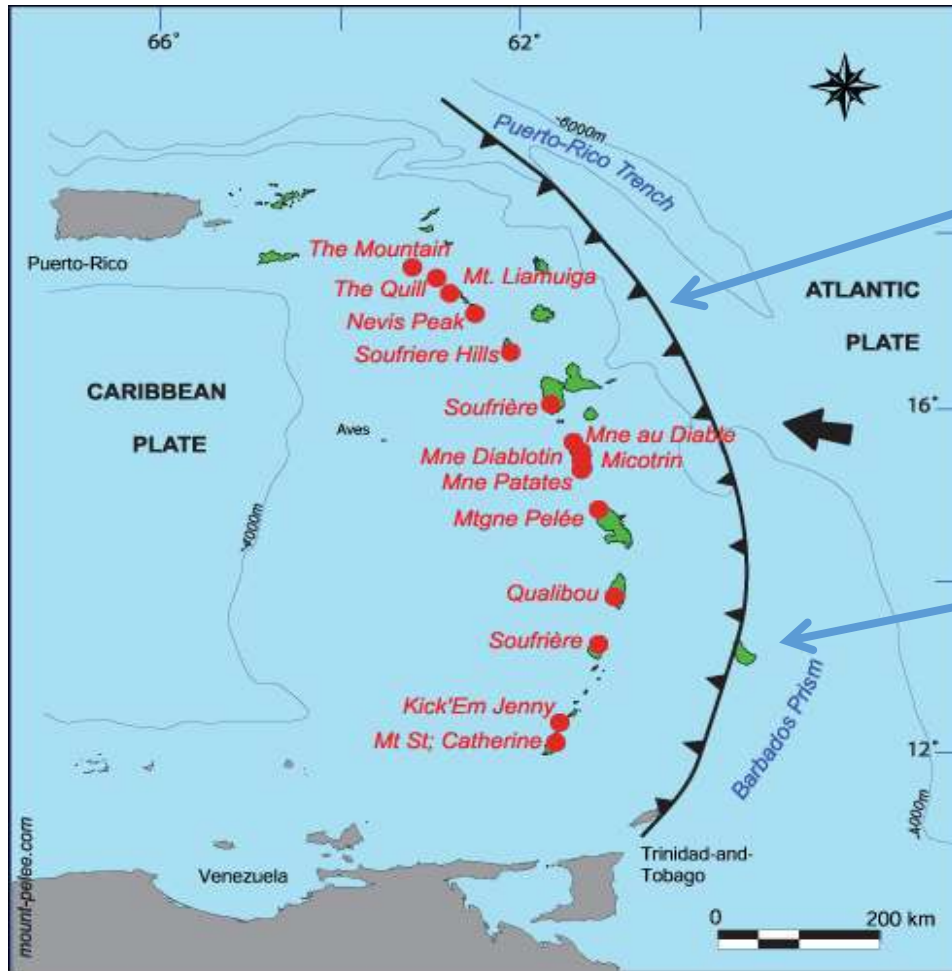 66°
62°
-6000m
Puerto-Rico Trench
Puerto-Rico
The Mountain
The Quill
Mt. Liamuiga
Nevis Peak
Soufriere Hills
ATLANTIC
PLATE
CARIBBEAN
PLATE
Soufrière
16°
Aves
Mne au Diable
Mne Diablotin
Micotrin
Mne Patates
Mtgne Pelée
-4000m
Qualibou
Soufrière
Kick'Em Jenny
Mt St; Catherine
Barbados Prism
12°
-4000m
Trinidad-and-
Tobago
Venezuela
0
200 km
mount-pelee.com